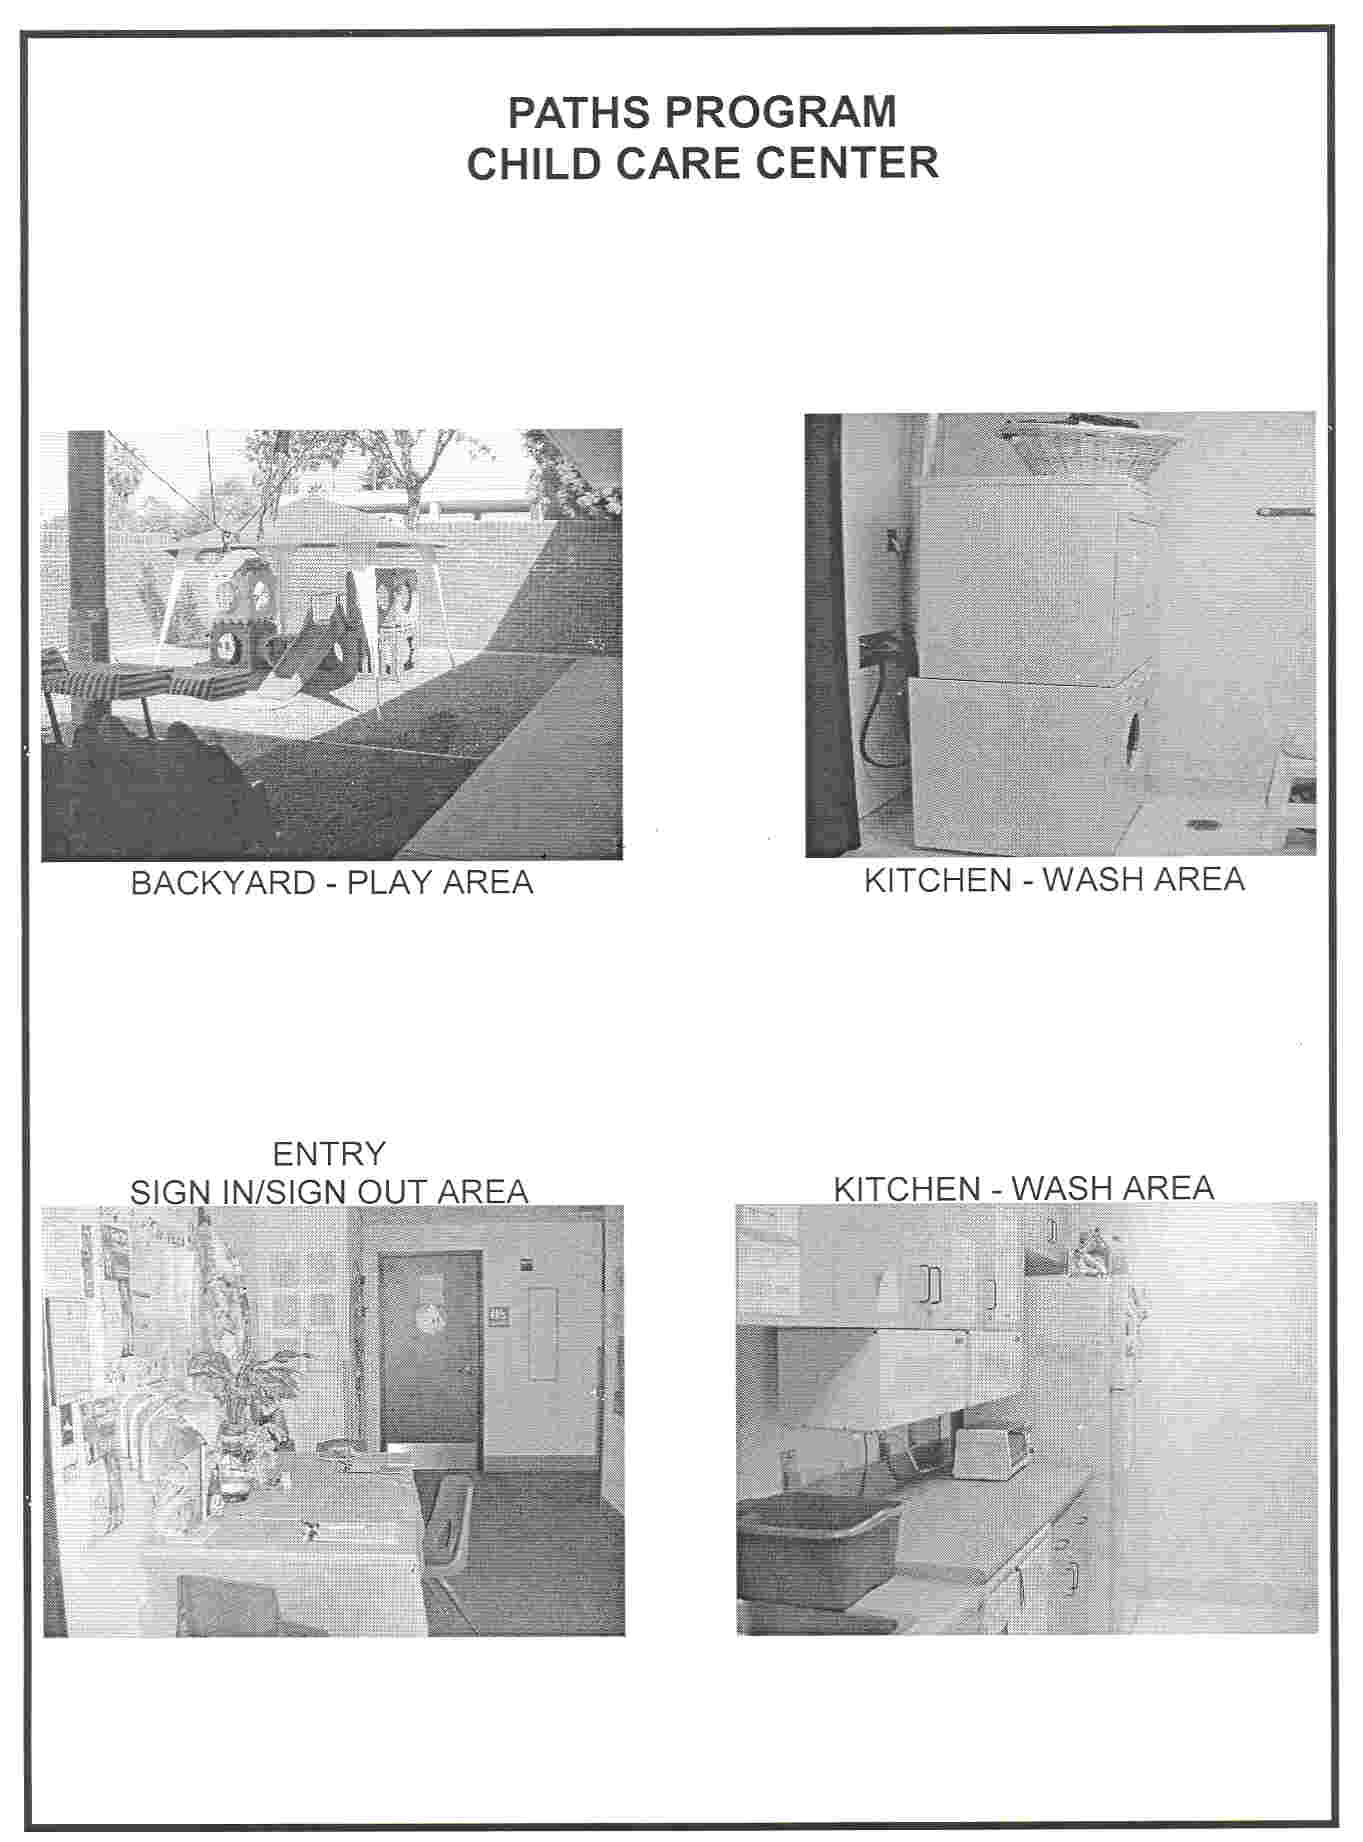 PATHS PROGRAM
CHILD CARE CENTER
BACKYARD - PLAY AREA
KITCHEN - WASH AREA
ENTRY
SIGN IN/SIGN OUT AREA
KITCHEN - WASH AREA